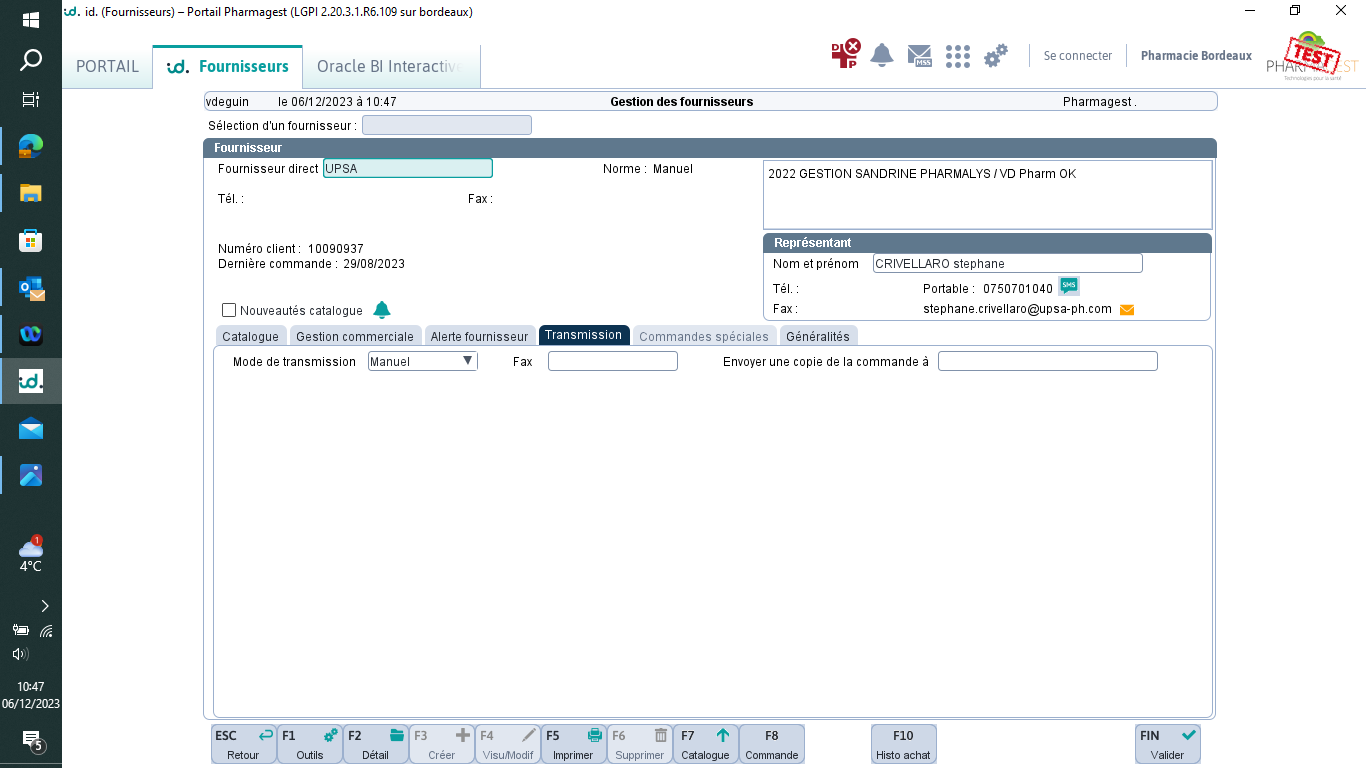 id. id. (Fournisseurs) – Portail Pharmagest (LGPI 2.20.3.1.R6.109 sur bordeaux)
PORTAIL
id. Fournisseurs
Oracle BI Interactive
DP
MSS
Se connecter
Pharmacie Bordeaux
PHARMAGEST
Technologies pour la santé
TEST
vdeguin le 06/12/2023 à 10:47 Gestion des fournisseurs Pharmagest .
Sélection d'un fournisseur :
Fournisseur
Fournisseur direct UPSA Norme : Manuel
2022 GESTION SANDRINE PHARMALYS / VD Pharm OK
Tél. : Fax :
Numéro client : 10090937
Dernière commande : 29/08/2023
Représentant
Nom et prénom CRIVELLARO stephane
Tél. : Portable : 0750701040 SMS
Fax : stephane.crivellaro@upsa-ph.com
Nouveautés catalogue
Catalogue Gestion commerciale Alerte fournisseur Transmission Commandes spéciales Généralités
Mode de transmission Manuel Fax Envoyer une copie de la commande à
1
4°C
10:47
06/12/2023
5
ESC Retour
F1 Outils
F2 Détail
F3 Créer
F4 Visu/Modif
F5 Imprimer
F6 Supprimer
F7 Catalogue
F8 Commande
F10 Histo achat
FIN Valider